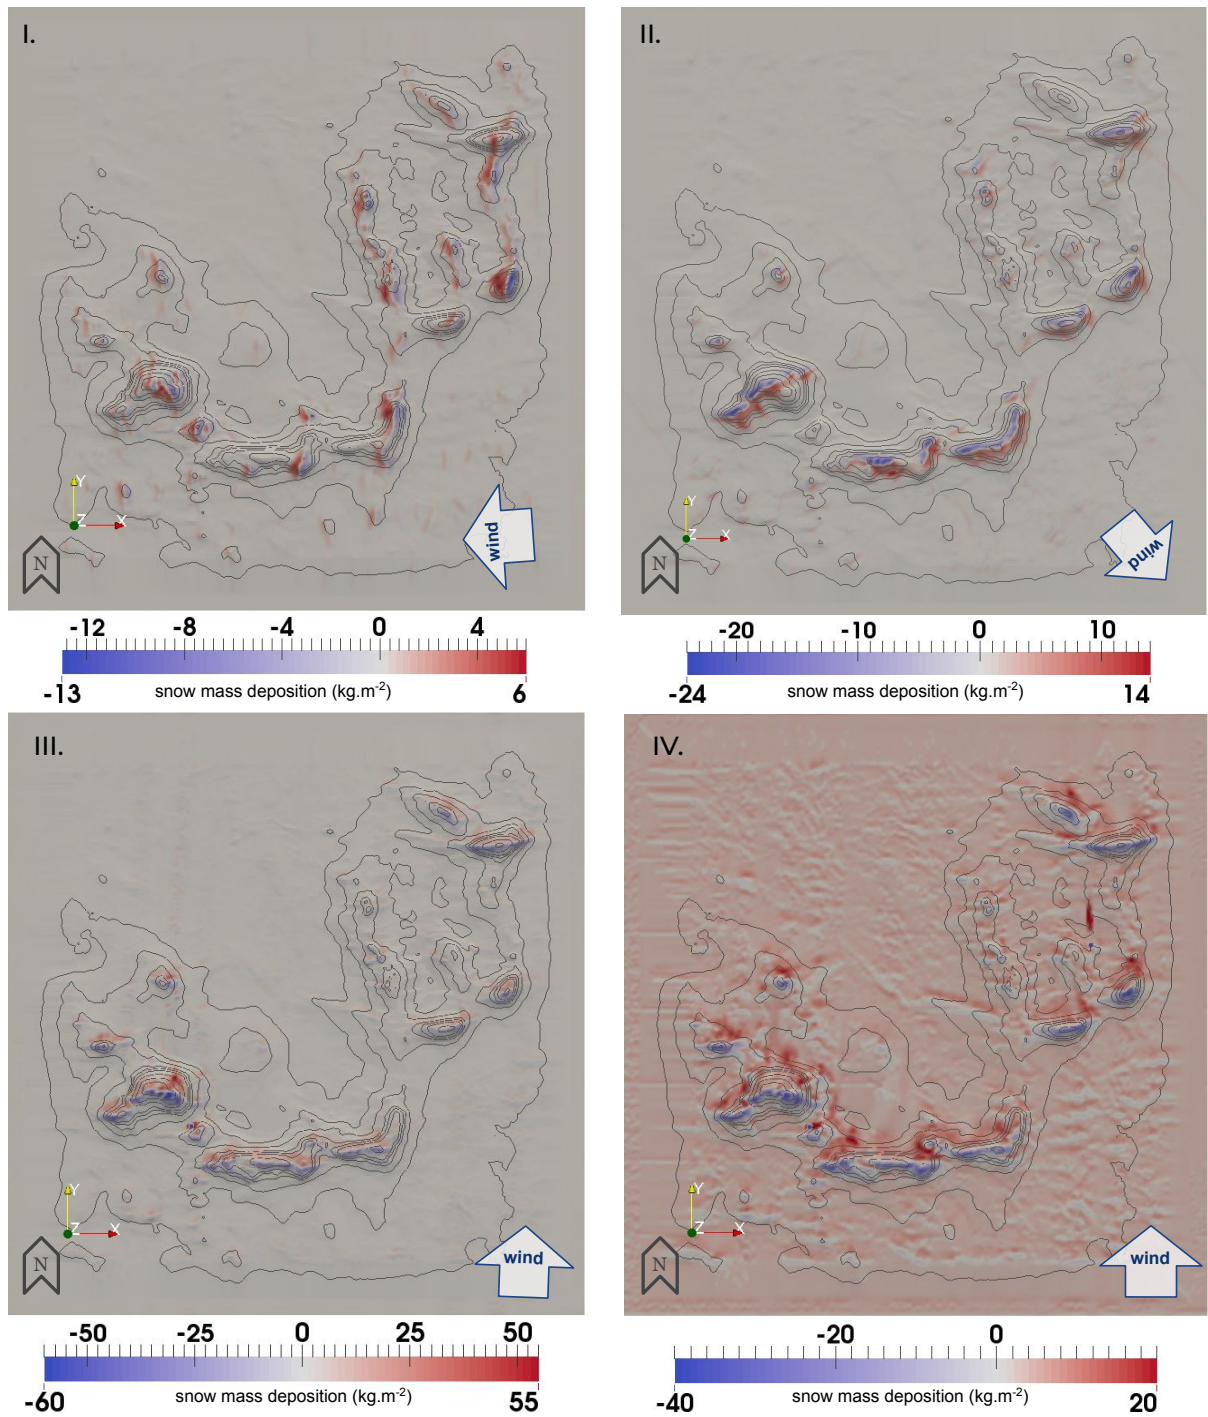 I.
II.
Y
Z
X
N
wind
Y
Z
X
N
wind
-12 -8 -4 0 4
-13 snow mass deposition (kg.m-2) 6
-20 -10 0 10
-24 snow mass deposition (kg.m-2) 14
III.
IV.
Y
Z
X
N
wind
Y
Z
X
N
wind
-50 -25 0 25 50
-60 snow mass deposition (kg.m-2) 55
-20 0
-40 snow mass deposition (kg.m-2) 20